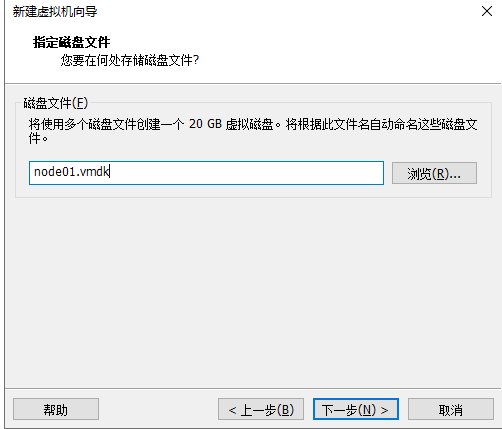 新建虚拟机向导
指定磁盘文件
您要在何处存储磁盘文件?
磁盘文件(F)
将使用多个磁盘文件创建一个 20 GB 虚拟磁盘。将根据此文件名自动命名这些磁盘文
件。
node01.vmdk
浏览(R)...
帮助
< 上一步(B)
下一步(N) >
取消